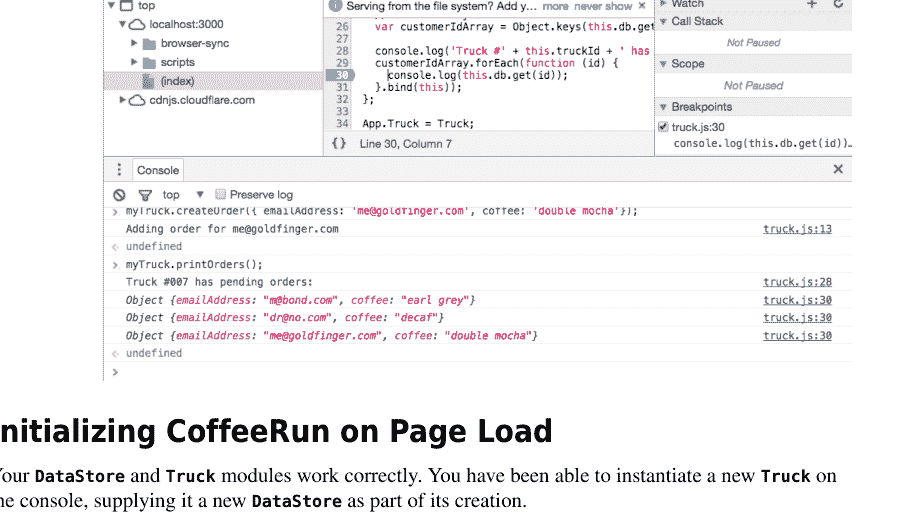 top
localhost:3000
browser-sync
scripts
(index)
cdnjs.cloudflare.com
Serving from the file system? Add y… more never show ×
26 var customerIdArray = Object.keys(this.db.get
27
28 console.log('Truck #' + this.truckId + ' has
29 customerIdArray.forEach(function (id) {
30 console.log(this.db.get(id));
31 }.bind(this));
32 };
33
34 App.Truck = Truck;
{} Line 30, Column 7
Watch
Call Stack
Not Paused
Scope
Not Paused
Breakpoints
truck.js:30
console.log(this.db.get(id))…
Console
top Preserve log
myTruck.createOrder({ emailAddress: 'me@goldfinger.com', coffee: 'double mocha'});
Adding order for me@goldfinger.com truck.js:13
undefined
myTruck.printOrders();
Truck #007 has pending orders: truck.js:28
Object {emailAddress: "m@bond.com", coffee: "earl grey"} truck.js:30
Object {emailAddress: "dr@no.com", coffee: "decaf"} truck.js:30
Object {emailAddress: "me@goldfinger.com", coffee: "double mocha"} truck.js:30
undefined
nitializing CoffeeRun on Page Load
our DataStore and Truck modules work correctly. You have been able to instantiate a new Truck on
he console, supplying it a new DataStore as part of its creation.